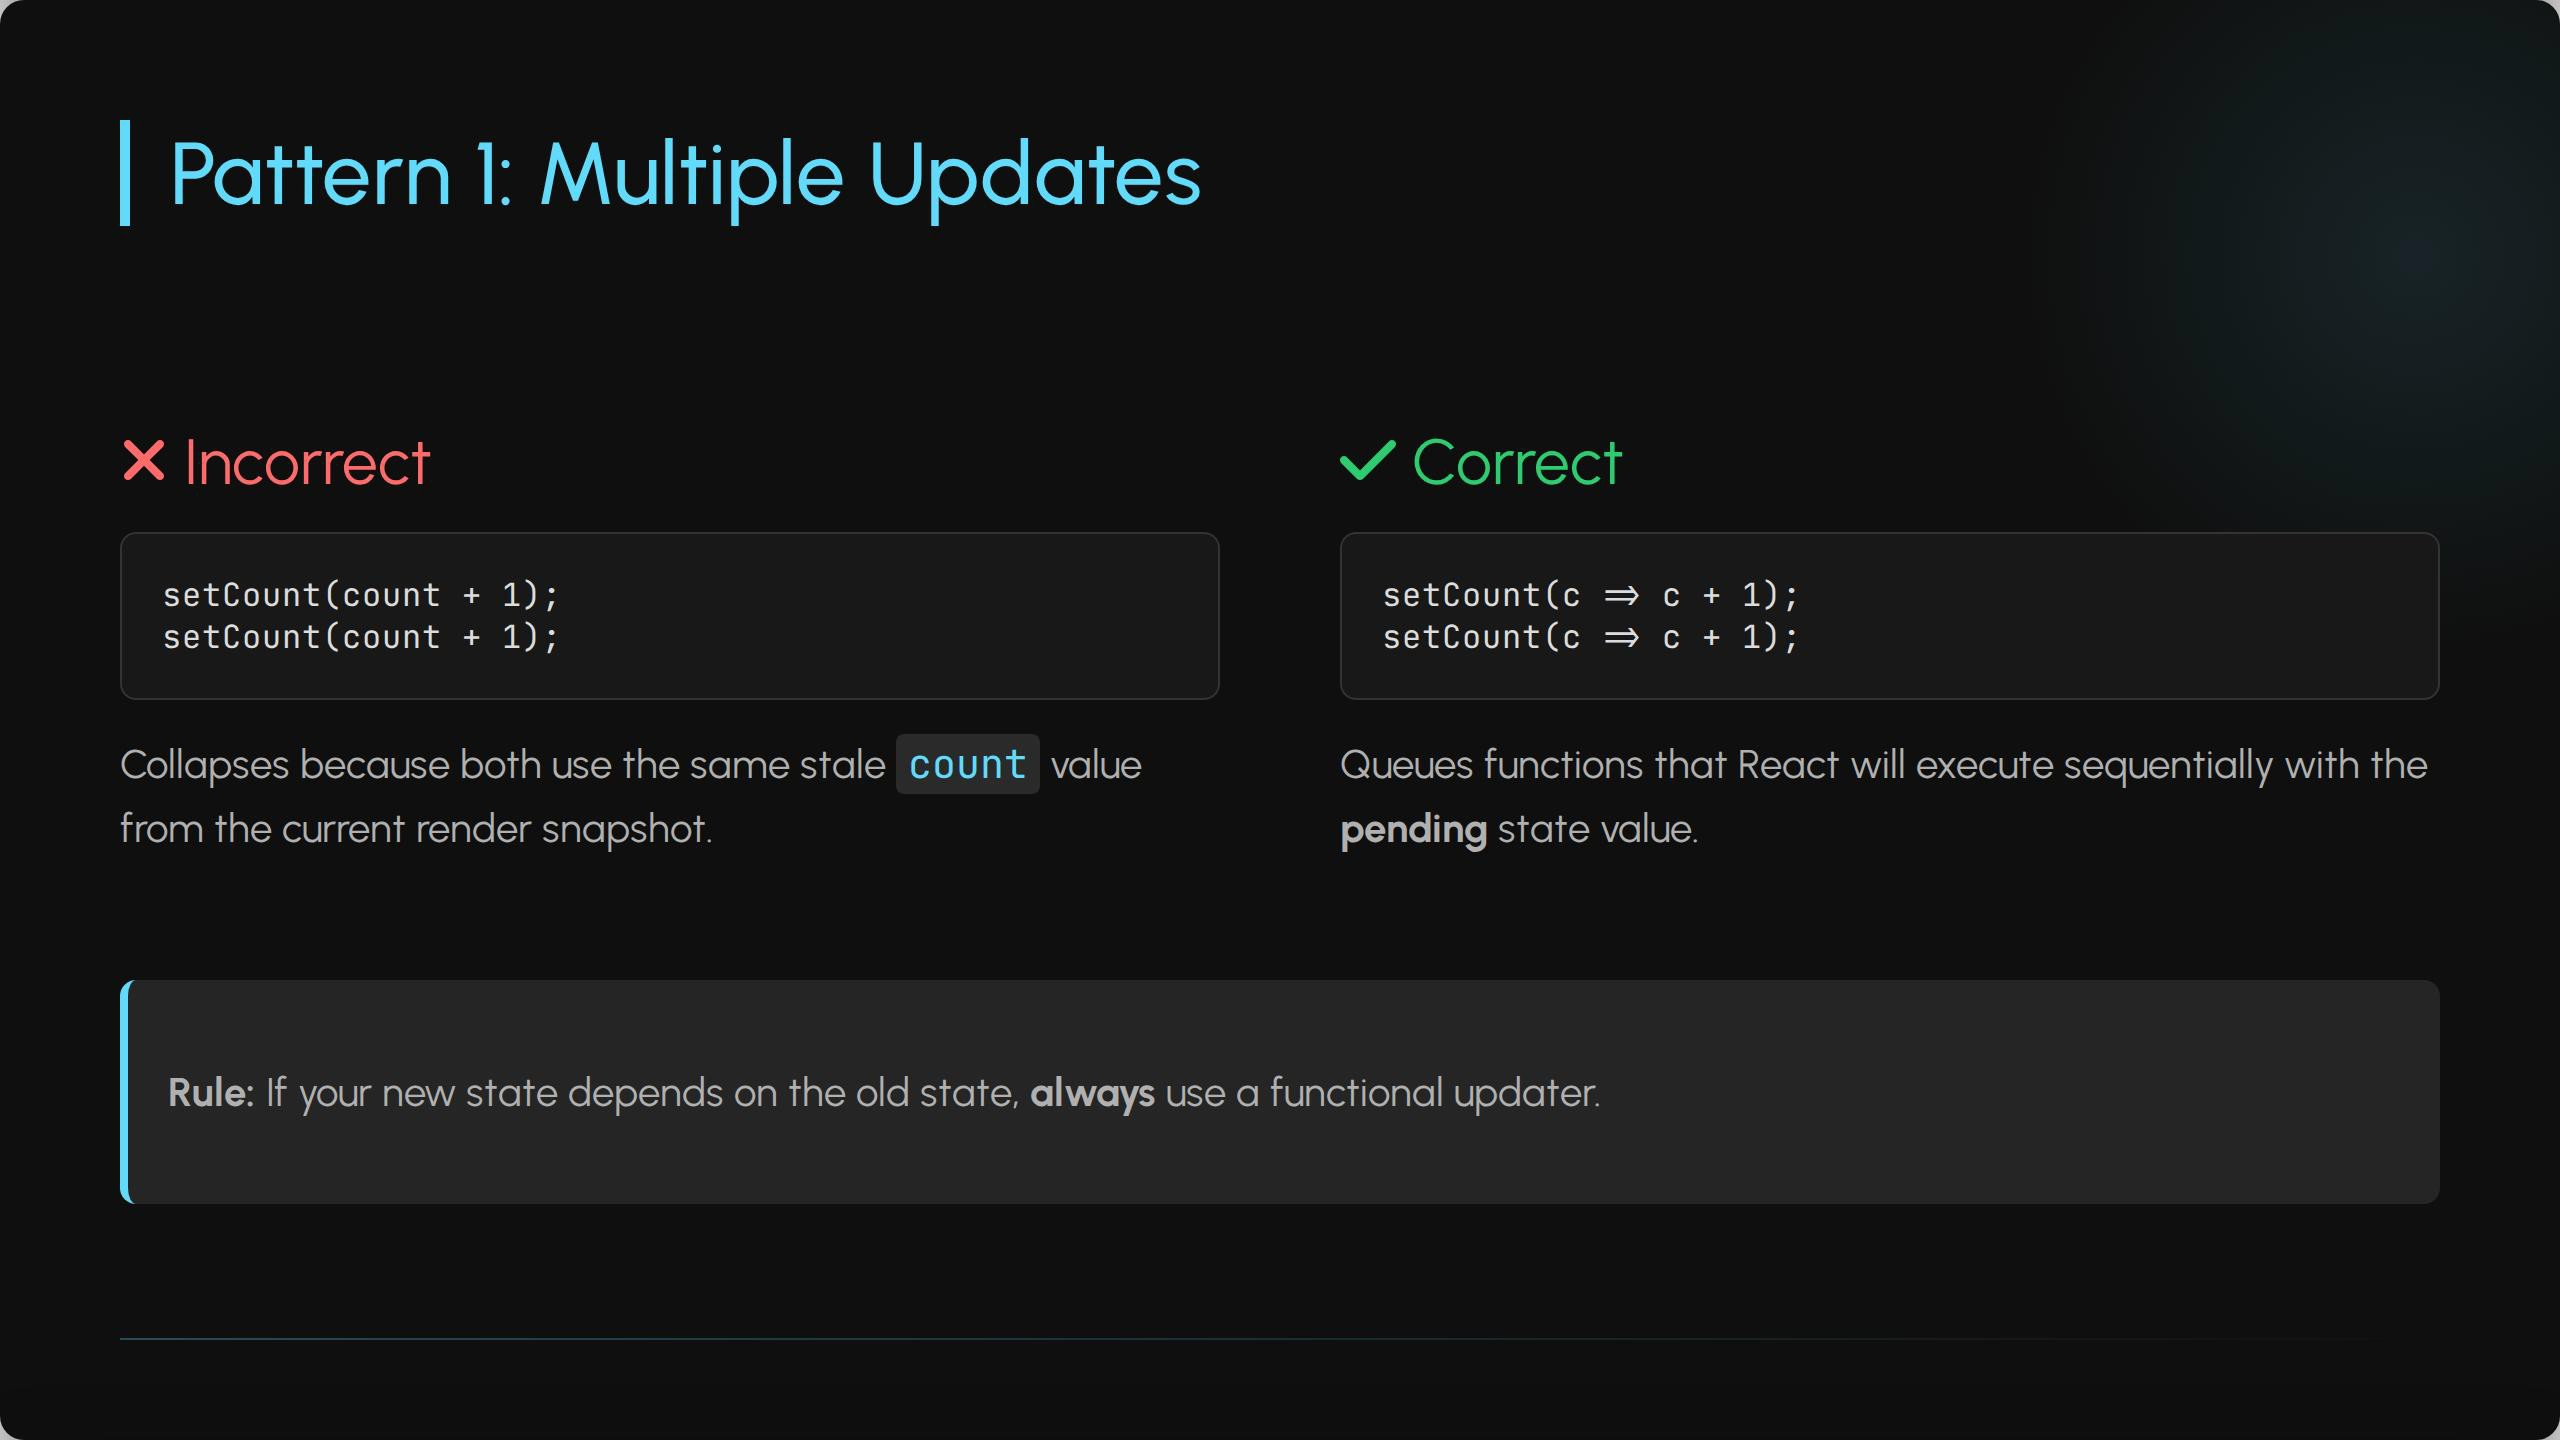 Pattern 1: Multiple Updates
Incorrect
setCount(count + 1);
setCount(count + 1);
Collapses because both use the same stale count value
from the current render snapshot.
Correct
setCount(c => c + 1);
setCount(c => c + 1);
Queues functions that React will execute sequentially with the
pending state value.
Rule: If your new state depends on the old state, always use a functional updater.